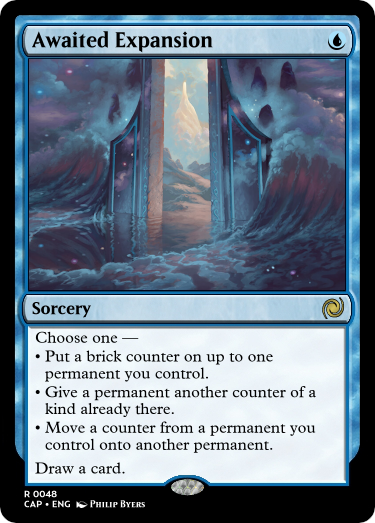 Awaited Expansion
Sorcery
Choose one —
• Put a brick counter on up to one
permanent you control.
• Give a permanent another counter of a
kind already there.
• Move a counter from a permanent you
control onto another permanent.
Draw a card.
R 0048
CAP • ENG Philip Byers